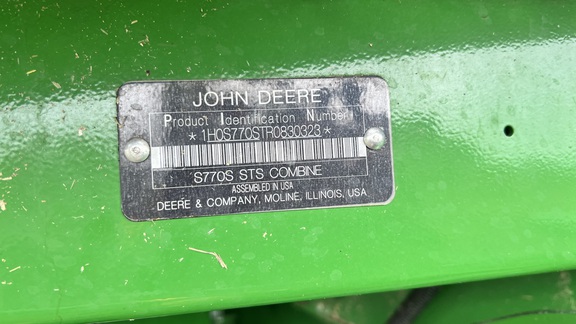 JOHN DEERE
Product Identification Number
*1H0S770STR0830323*
S770S STS COMBINE
ASSEMBLED IN USA
DEERE & COMPANY, MOLINE, ILLINOIS, USA